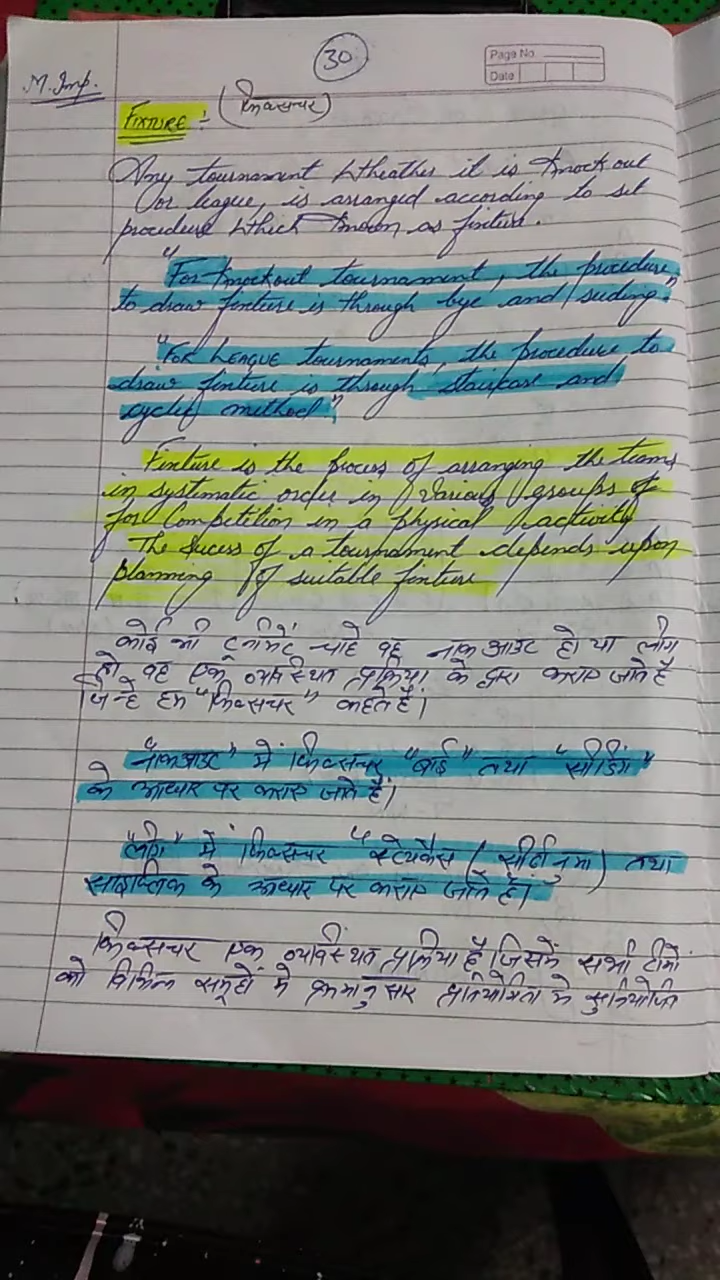 30
Page No
Date
M. Imp.
FIXTURE :- (फिक्सचर)
Any tournament Wheather it is Knockout
Or league, is arranged according to set
procedure Which Known as fixture.
"For Knockout tournament, the procedure
to draw fixture is through bye and seeding."
"FOR LEAGUE tournaments, the procedure to
draw fixture is through staircase and
cyclic method."
Fixture is the process of arranging the teams
in systematic order in Various groups of
for Competition in a physical activity
The sucess of a tournament depends upon
planning of suitable fixture
कोई भी टूर्नामेंट चाहे वह नाकआउट हो या लीग
हो वह एक व्यवस्थित प्रक्रिया के द्वारा कराए जाते है
जिन्हे हम "फिक्सचर" कहते हैं।
"नाकआउट" में फिक्सचर "बाई" तथा "सीडिंग"
के आधार पर कराए जाते हैं।
"लीग" में फिक्सचर "स्टेयरकैस (सीढ़ीनुमा) तथा
साइक्लिक के आधार पर कराए जाते हैं।
फिक्सचर एक व्यवस्थित प्रक्रिया है जिसमें सभी टीमों
को विभिन्न समूहों में क्रमानुसार प्रतियोगिता में सुनियोजित